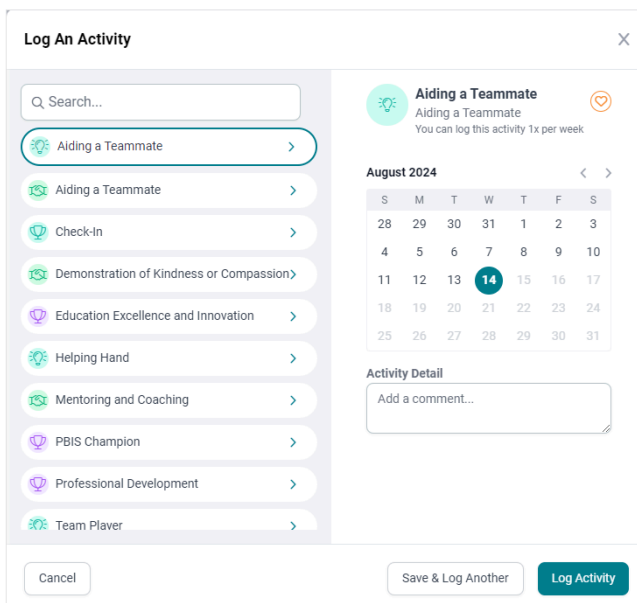 Log An Activity
Search...
Aiding a Teammate
Aiding a Teammate
Check-In
Demonstration of Kindness or Compassion
Education Excellence and Innovation
Helping Hand
Mentoring and Coaching
PBIS Champion
Professional Development
Team Player
Aiding a Teammate
Aiding a Teammate
You can log this activity 1x per week
August 2024
S M T W T F S
28 29 30 31 1 2 3
4 5 6 7 8 9 10
11 12 13 14 15 16 17
18 19 20 21 22 23 24
25 26 27 28 29 30 31
Activity Detail
Add a comment...
Cancel
Save & Log Another
Log Activity